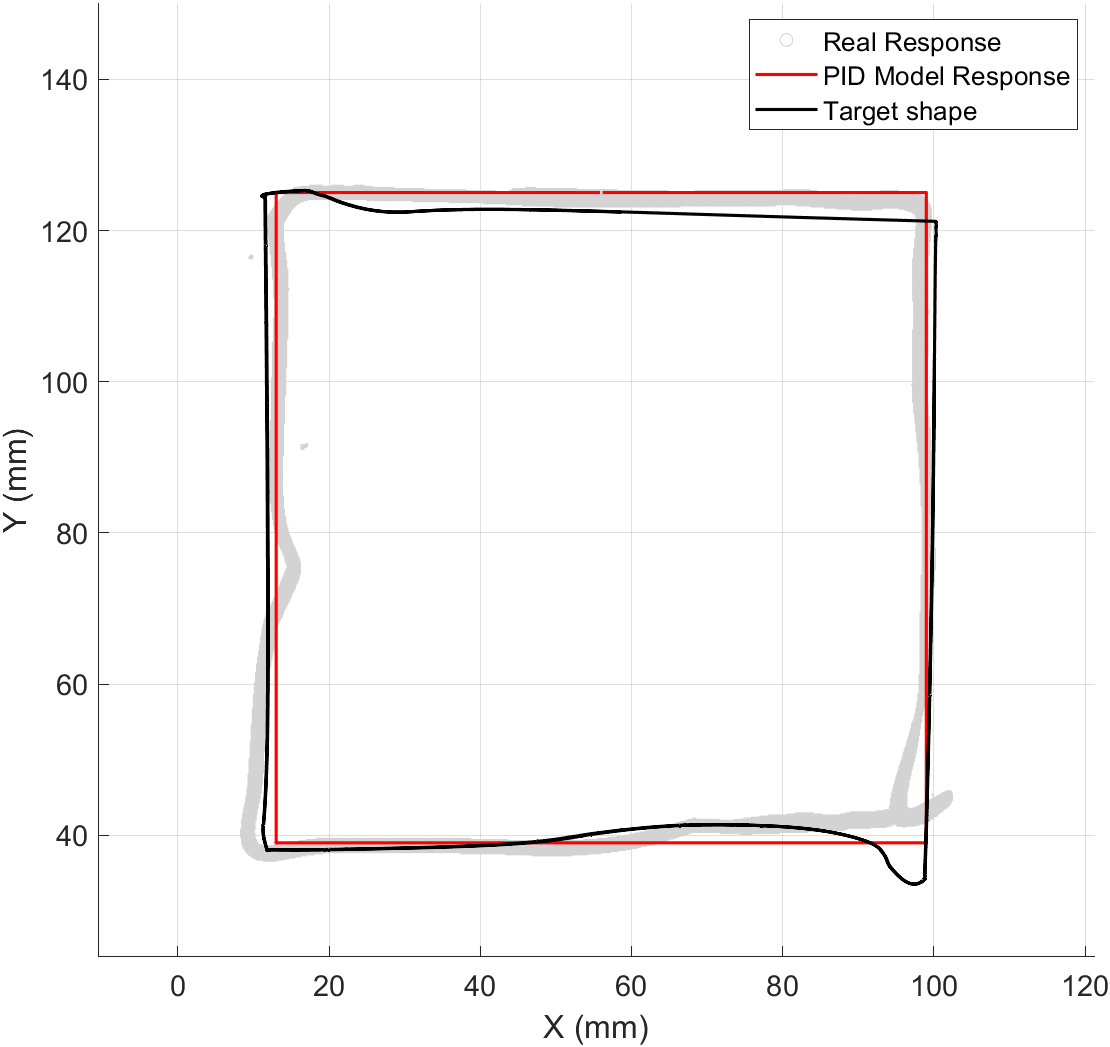 Real Response
PID Model Response
Target shape
140
120
100
80
60
40
0 20 40 60 80 100 120
X (mm)
Y (mm)